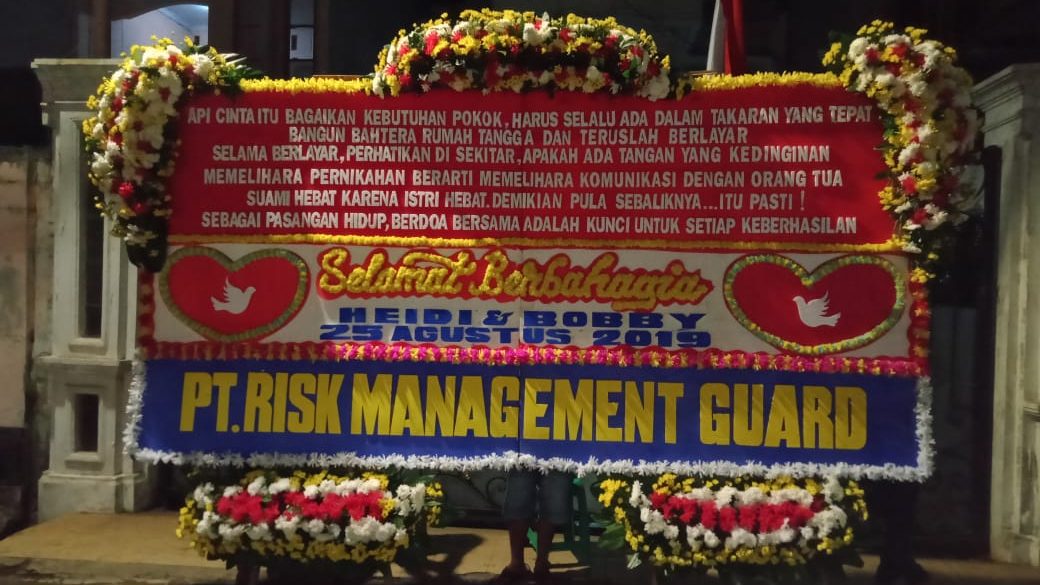 API CINTA ITU BAGAIKAN KEBUTUHAN POKOK, HARUS SELALU ADA DALAM TAKARAN YANG TEPAT
BANGUN BAHTERA RUMAH TANGGA DAN TERUSLAH BERLAYAR
SELAMA BERLAYAR, PERHATIKAN DI SEKITAR, APAKAH ADA TANGAN YANG KEDINGINAN
MEMELIHARA PERNIKAHAN BERARTI MEMELIHARA KOMUNIKASI DENGAN ORANG TUA
SUAMI HEBAT KARENA ISTRI HEBAT. DEMIKIAN PULA SEBALIKNYA...ITU PASTI !
SEBAGAI PASANGAN HIDUP, BERDOA BERSAMA ADALAH KUNCI UNTUK SETIAP KEBERHASILAN
Selamat Berbahagia
HEIDI & BOBBY
25 AGUSTUS 2019
PT. RISK MANAGEMENT GUARD